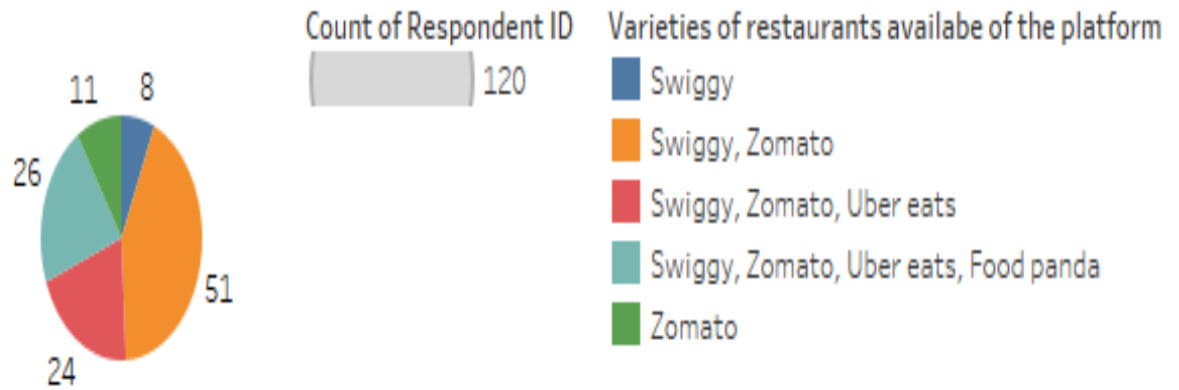 Count of Respondent ID
120
Varieties of restaurants availabe of the platform
Swiggy
Swiggy, Zomato
Swiggy, Zomato, Uber eats
Swiggy, Zomato, Uber eats, Food panda
Zomato
11
8
26
51
24